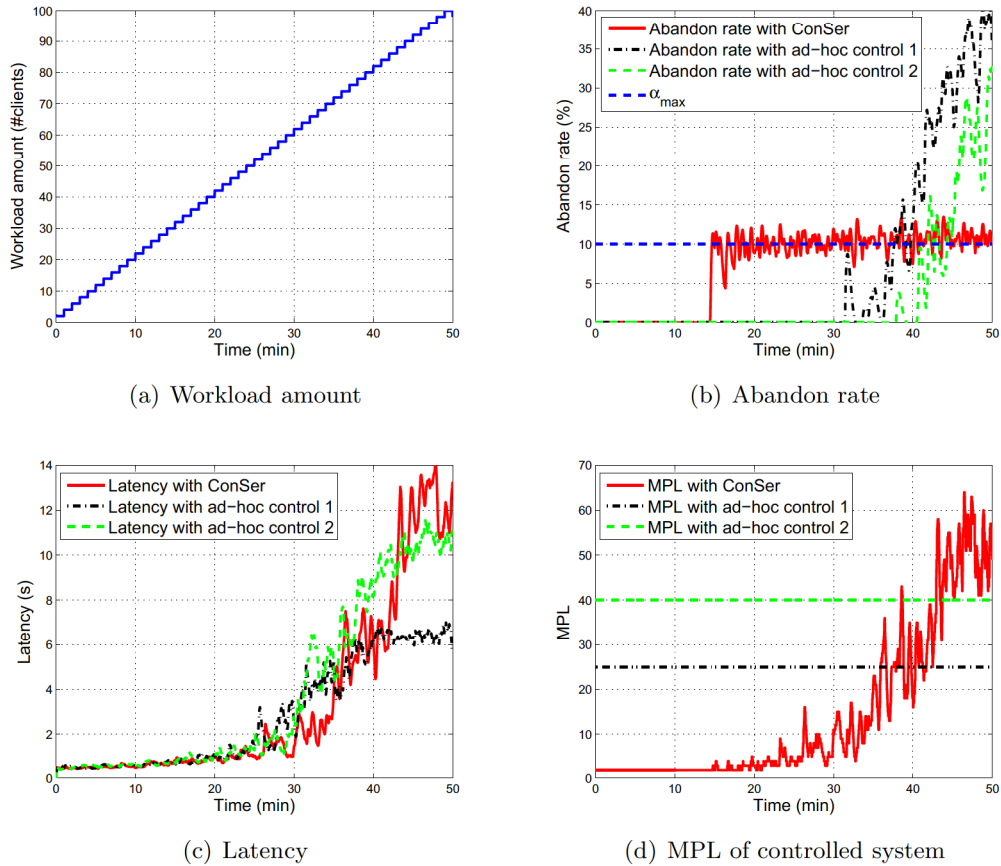 100
90
80
70
60
50
40
30
20
10
0
Workload amount (#clients)
0 10 20 30 40 50
Time (min)
(a) Workload amount
40
35
30
25
20
15
10
5
0
Abandon rate (%)
Abandon rate with ConSer
Abandon rate with ad-hoc control 1
Abandon rate with ad-hoc control 2
αmax
0 10 20 30 40 50
Time (min)
(b) Abandon rate
14
12
10
8
6
4
2
0
Latency (s)
Latency with ConSer
Latency with ad-hoc control 1
Latency with ad-hoc control 2
0 10 20 30 40 50
Time (min)
(c) Latency
70
60
50
40
30
20
10
0
MPL
MPL with ConSer
MPL with ad-hoc control 1
MPL with ad-hoc control 2
0 10 20 30 40 50
Time (min)
(d) MPL of controlled system